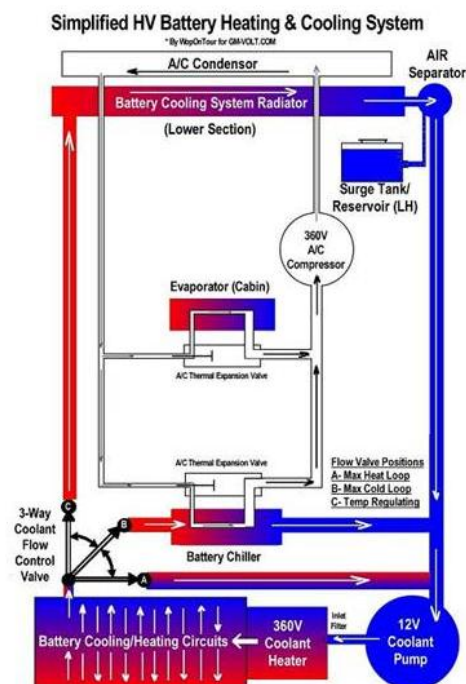 Simplified HV Battery Heating & Cooling System
* By WopOnTour for GM-VOLT.COM
A/C Condensor
AIR
Separator
Battery Cooling System Radiator
(Lower Section)
Surge Tank/
Reservoir (LH)
360V
A/C
Compressor
Evaporator (Cabin)
A/C Thermal Expansion Valve
A/C Thermal Expansion Valve
Flow Valve Positions
A- Max Heat Loop
B- Max Cold Loop
C- Temp Regulating
C
3-Way
Coolant
Flow
Control
Valve
B
Battery Chiller
A
Battery Cooling/Heating Circuits
360V
Coolant
Heater
Inlet
Filter
12V
Coolant
Pump